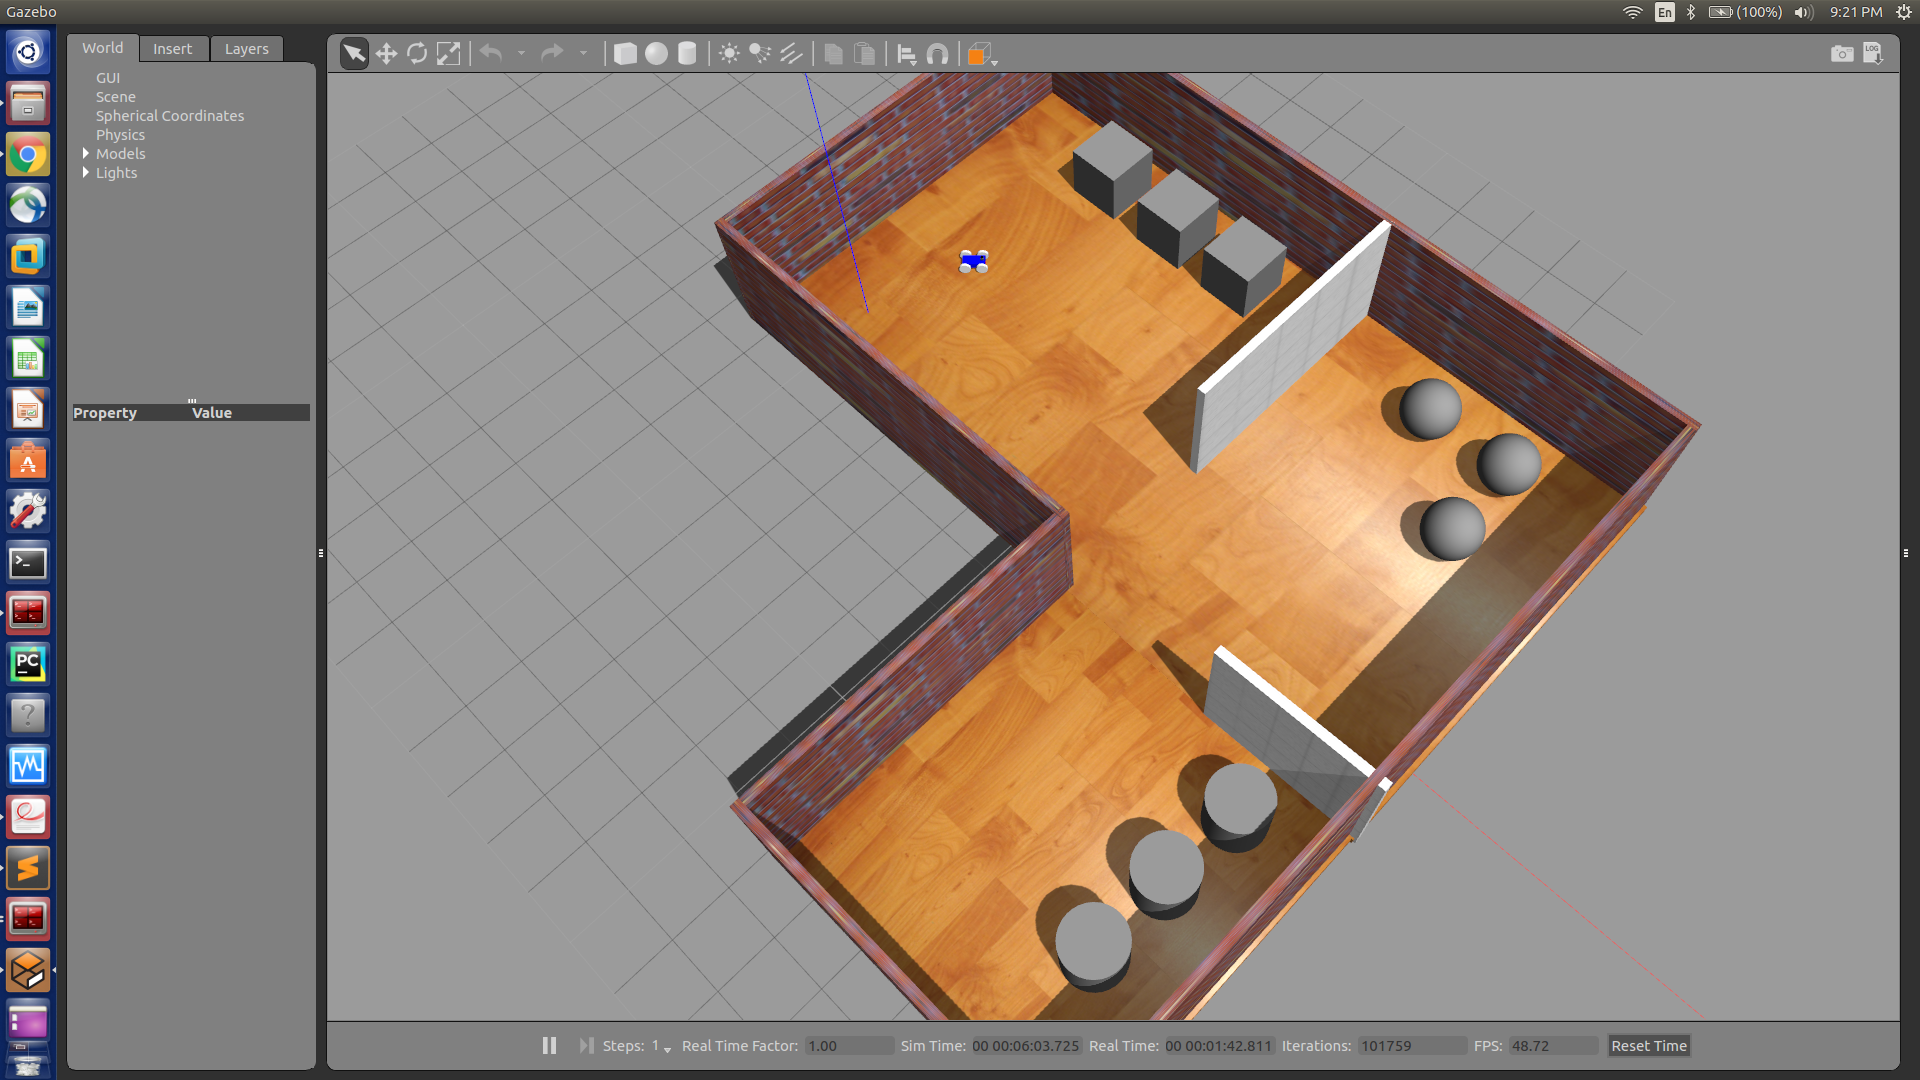 Gazebo
En (100%) 9:21 PM
World Insert Layers
LOG
GUI
Scene
Spherical Coordinates
Physics
Models
Lights
Property Value
PC
Steps: 1 Real Time Factor: 1.00 Sim Time: 00 00:06:03.725 Real Time: 00 00:01:42.811 Iterations: 101759 FPS: 48.72 Reset Time